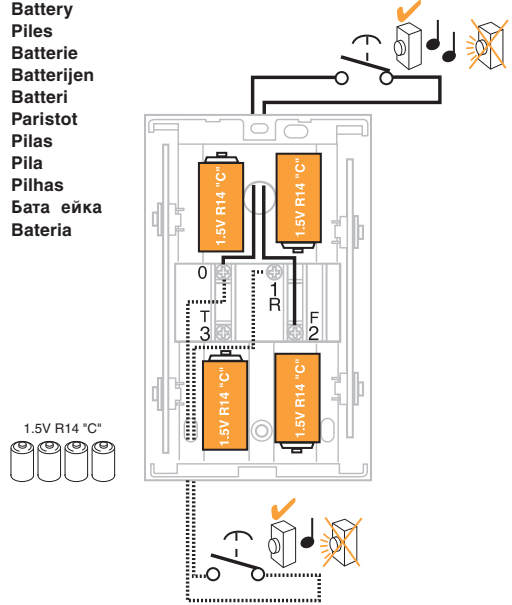 Battery
Piles
Batterie
Batterijen
Batteri
Paristot
Pilas
Pila
Pilhas
Бата ейка
Bateria
1.5V R14 "C"
1.5V R14 "C"
0
1
R
T
F
3
2
1.5V R14 "C"
1.5V R14 "C"
1.5V R14 "C"